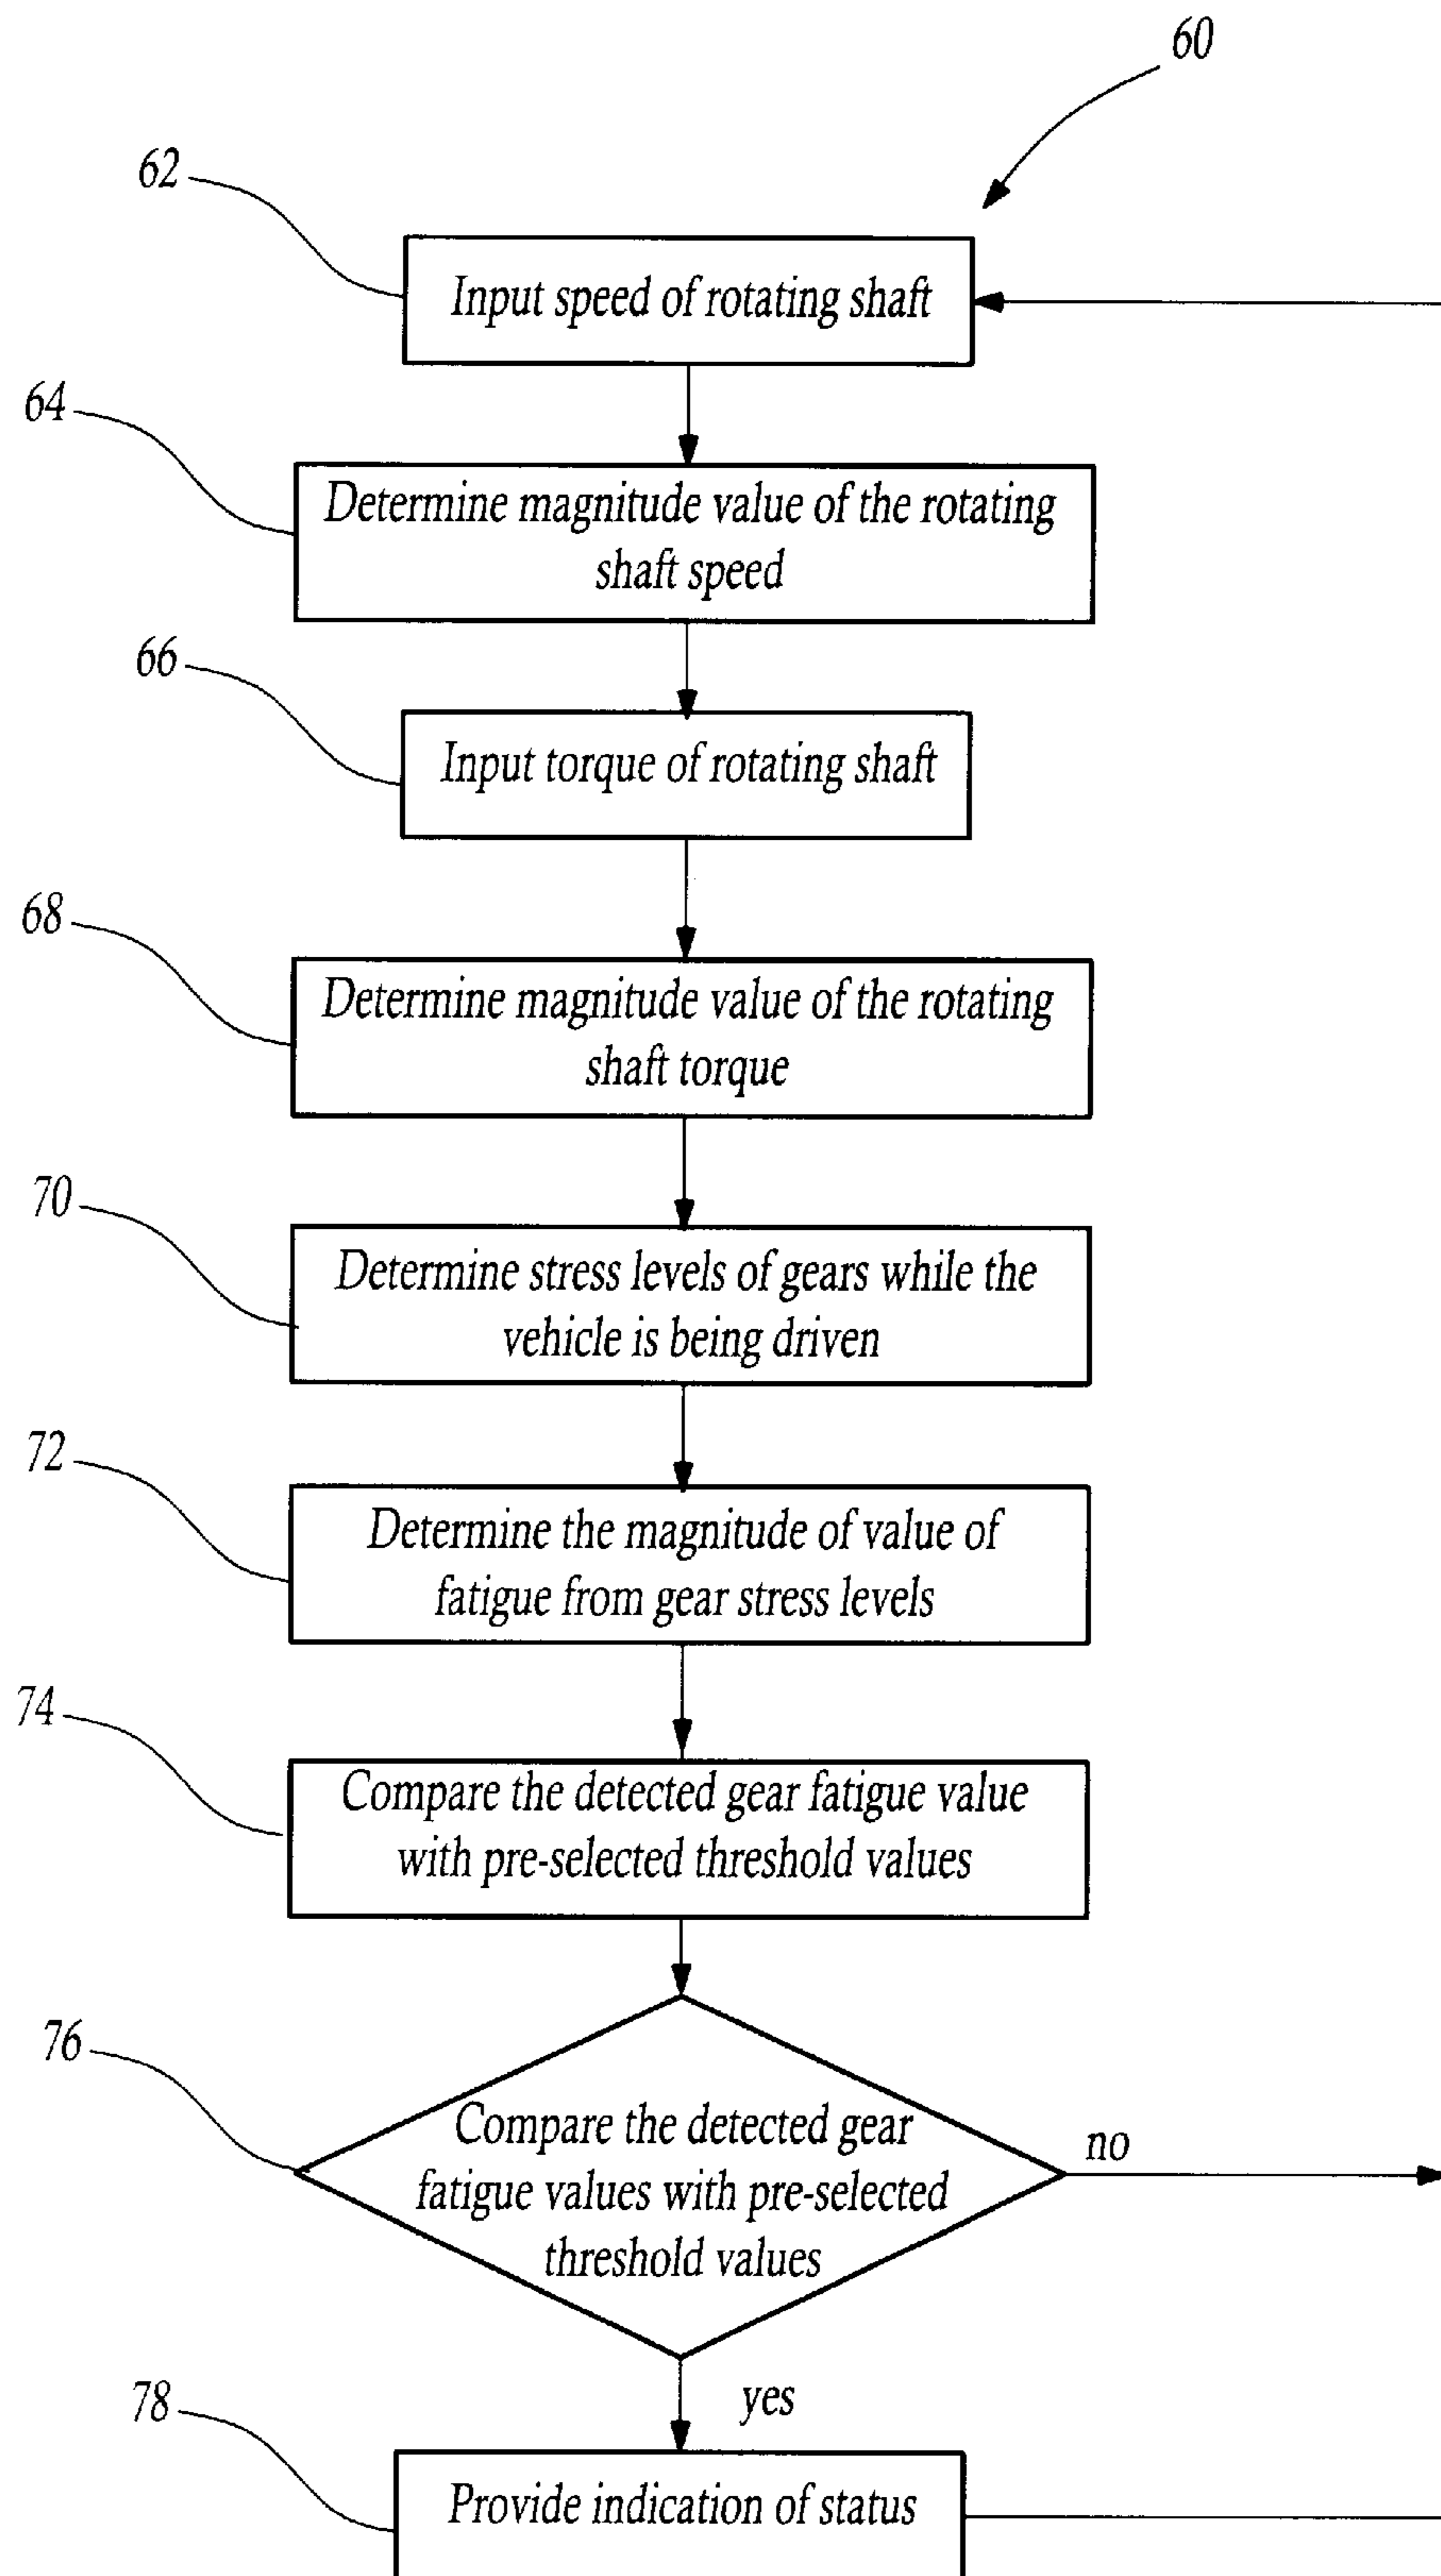 60
62
Input speed of rotating shaft
64
Determine magnitude value of the rotating
shaft speed
66
Input torque of rotating shaft
68
Determine magnitude value of the rotating
shaft torque
70
Determine stress levels of gears while the
vehicle is being driven
72
Determine the magnitude of value of
fatigue from gear stress levels
74
Compare the detected gear fatigue value
with pre-selected threshold values
76
Compare the detected gear
fatigue values with pre-selected
threshold values
no
yes
78
Provide indication of status